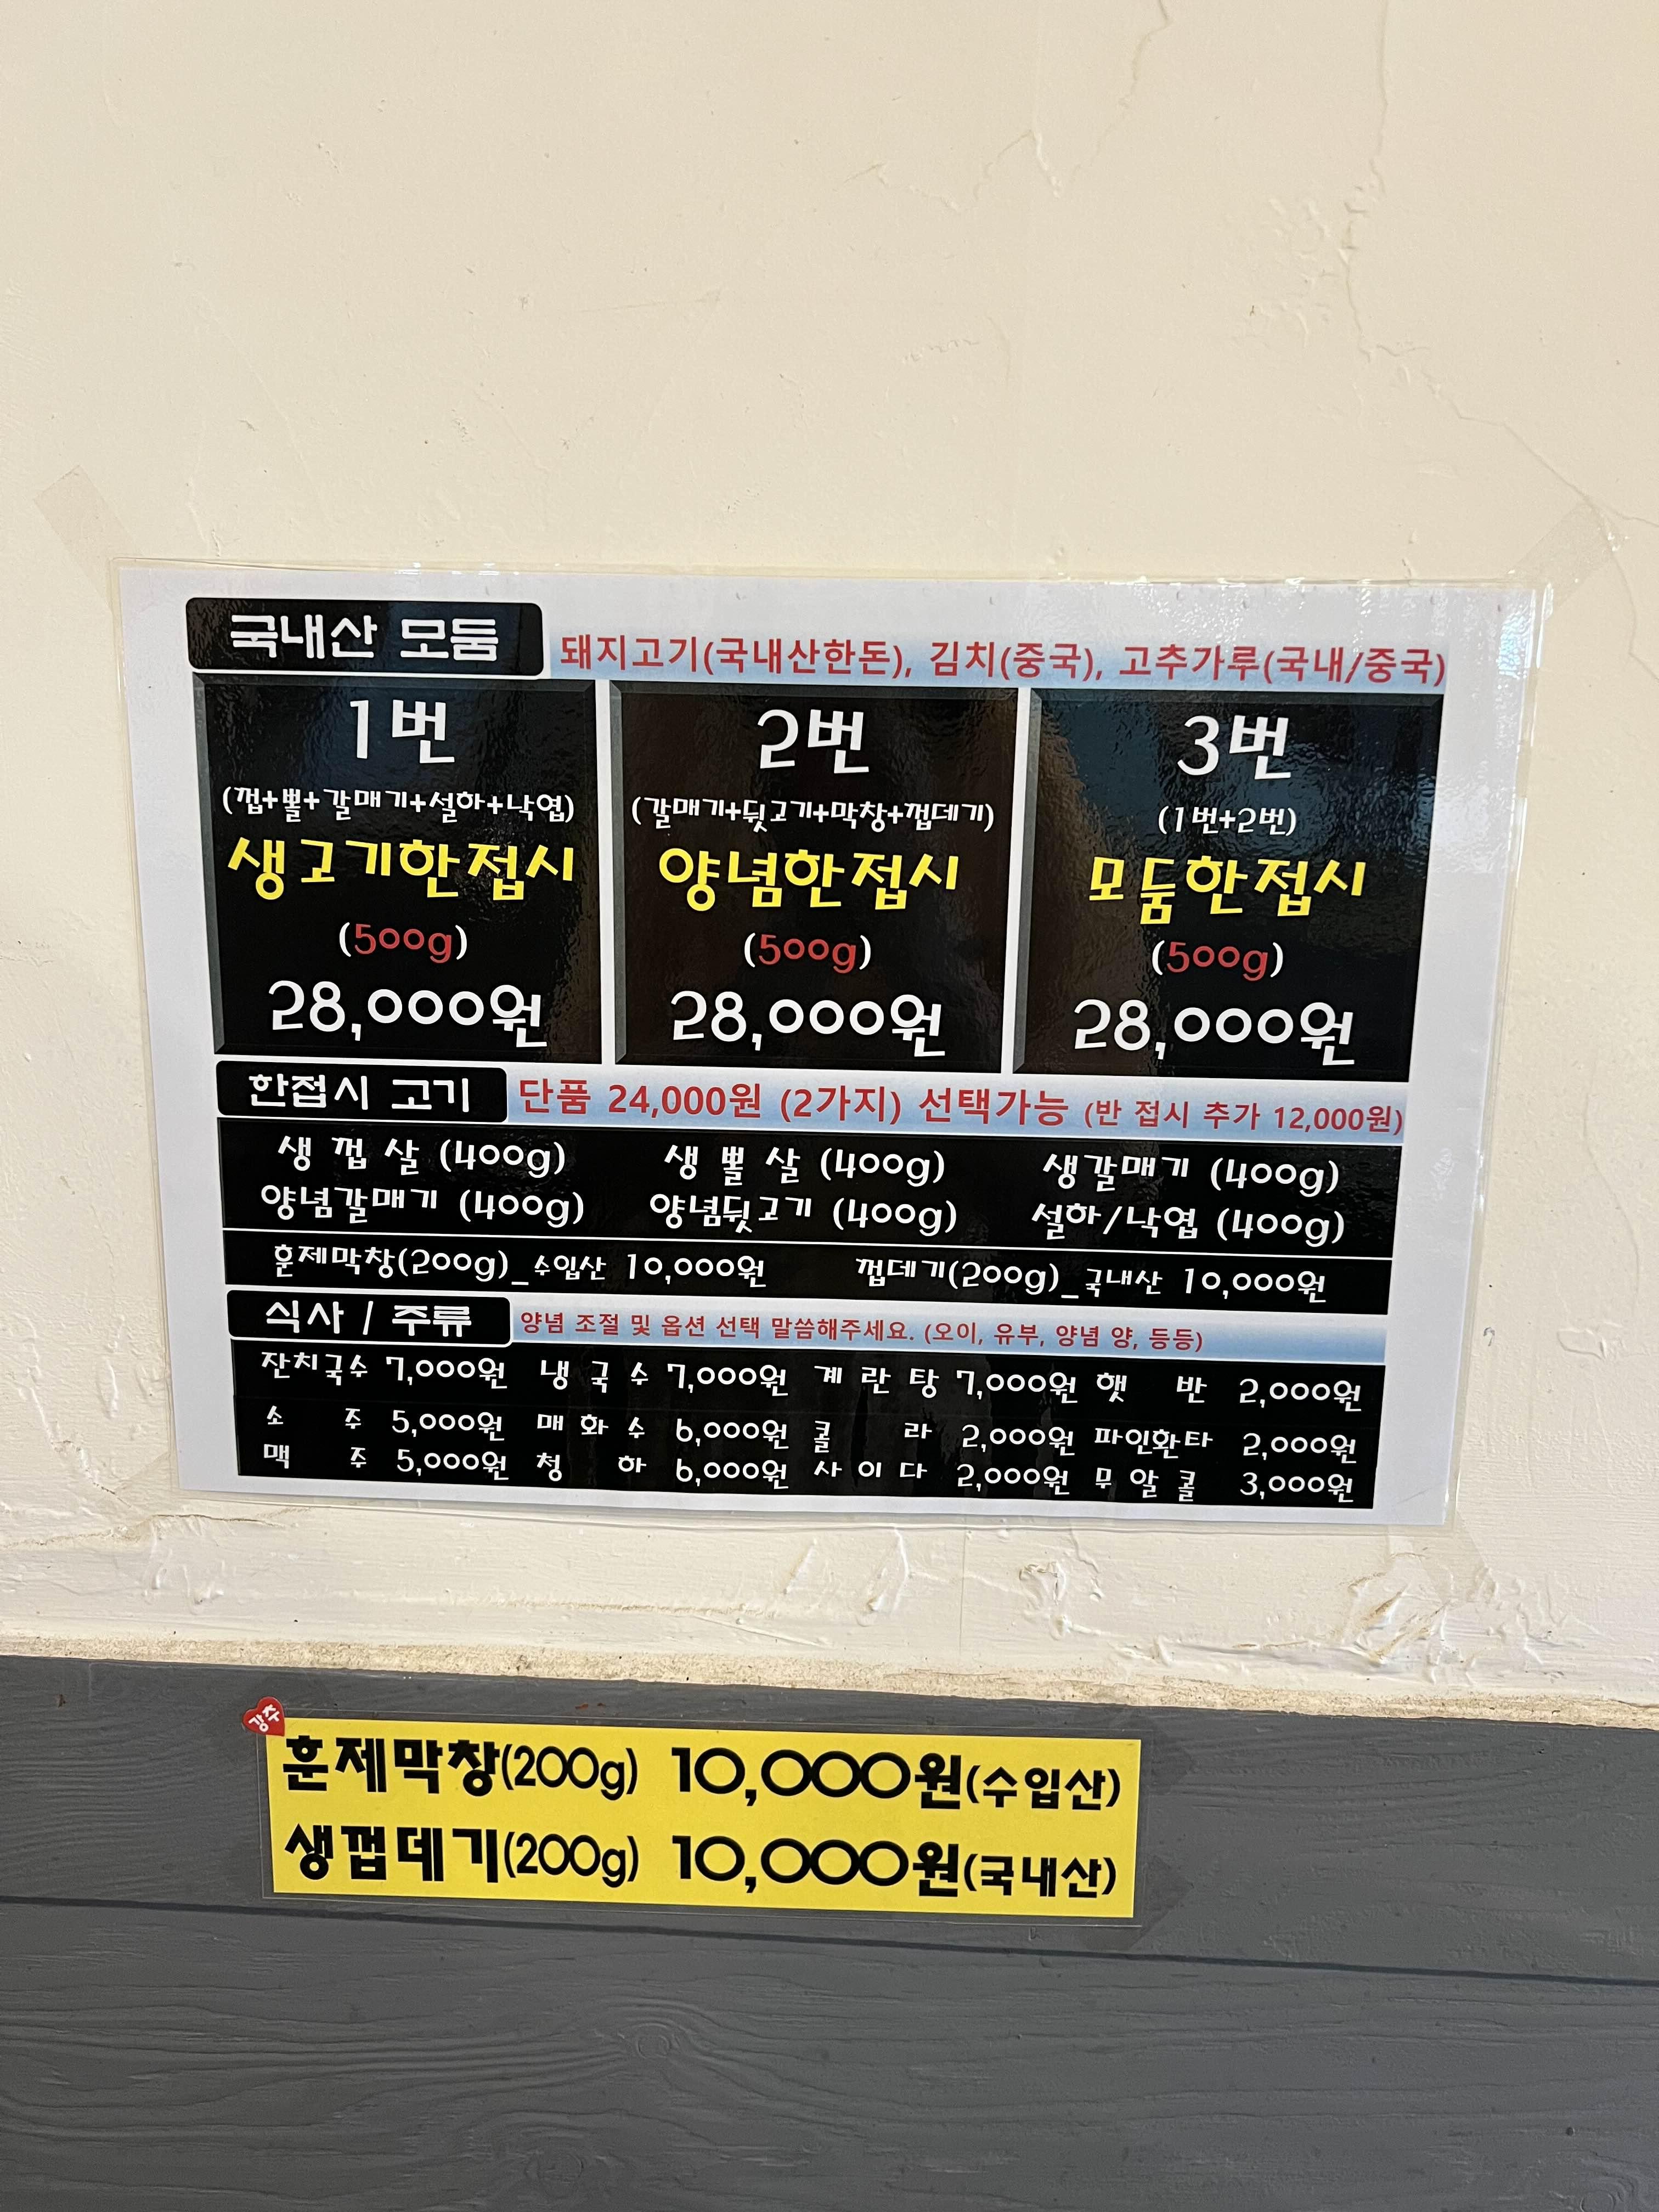 국내산 모둠
돼지고기(국내산한돈), 김치(중국), 고추가루(국내/중국)
1번
(껍+뽈+갈매기+설하+낙엽)
생고기한접시
(500g)
28,000원
2번
(갈매기+뒷고기+막창+껍데기)
양념한접시
(500g)
28,000원
3번
(1번+2번)
모둠한접시
(500g)
28,000원
한접시 고기
단품 24,000원 (2가지) 선택가능 (반 접시 추가 12,000원)
생 껍 살 (400g) 생 뽈 살 (400g) 생갈매기 (400g)
양념갈매기 (400g) 양념뒷고기 (400g) 설하/낙엽 (400g)
훈제막창(200g)_수입산 10,000원 껍데기(200g)_국내산 10,000원
식사 / 주류
양념 조절 및 옵션 선택 말씀해주세요. (오이, 유부, 양념 양, 등등)
잔치국수 7,000원 냉 국 수 7,000원 계 란 탕 7,000원 햇 반 2,000원
소 주 5,000원 매 화 수 6,000원 콜 라 2,000원 파인환타 2,000원
맥 주 5,000원 청 하 6,000원 사 이 다 2,000원 무 알 콜 3,000원
강추
훈제막창(200g) 10,000원(수입산)
생껍데기(200g) 10,000원(국내산)